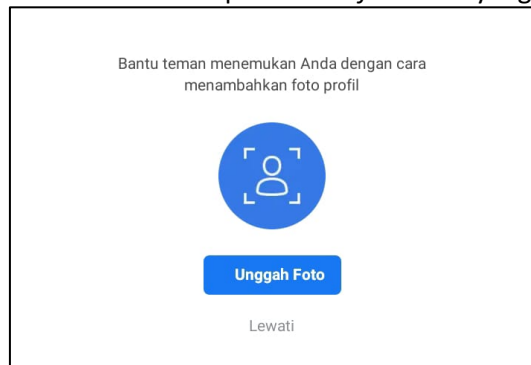 Bantu teman menemukan Anda dengan cara
menambahkan foto profil
Unggah Foto
Lewati